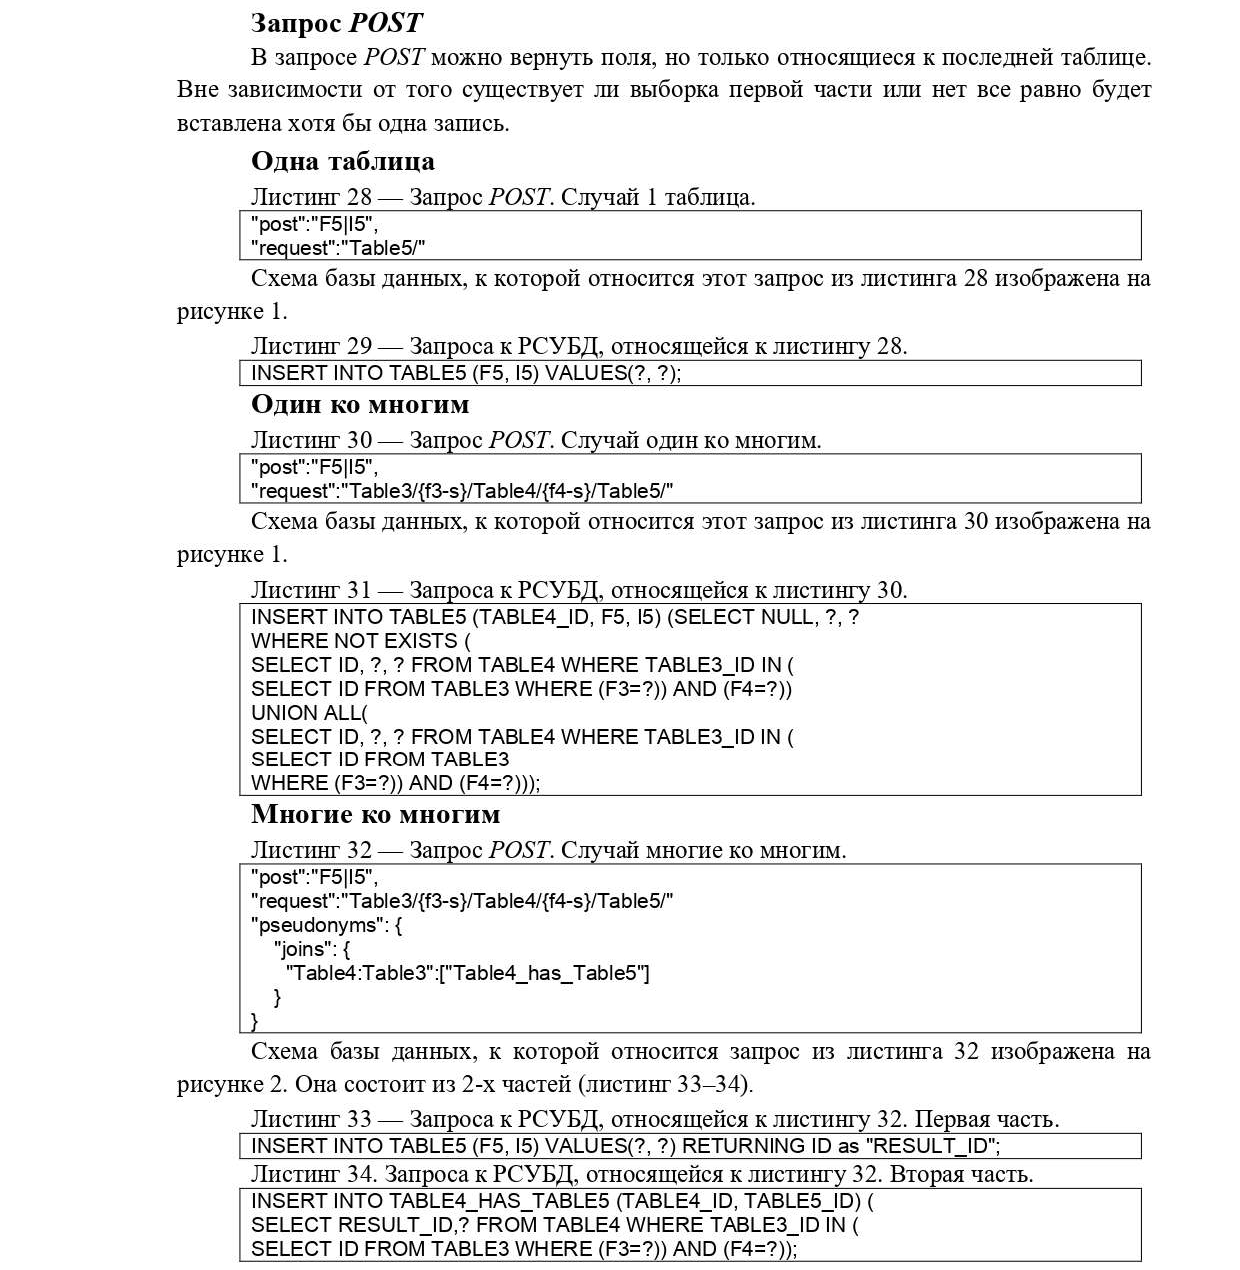 Запрос POST
В запросе POST можно вернуть поля, но только относящиеся к последней таблице.
Вне зависимости от того существует ли выборка первой части или нет все равно будет
вставлена хотя бы одна запись.
Одна таблица
Листинг 28 — Запрос POST. Случай 1 таблица.
"post":"F5|I5",
"request":"Table5/"
Схема базы данных, к которой относится этот запрос из листинга 28 изображена на
рисунке 1.
Листинг 29 — Запроса к РСУБД, относящейся к листингу 28.
INSERT INTO TABLE5 (F5, I5) VALUES(?, ?);
Один ко многим
Листинг 30 — Запрос POST. Случай один ко многим.
"post":"F5|I5",
"request":"Table3/{f3-s}/Table4/{f4-s}/Table5/"
Схема базы данных, к которой относится этот запрос из листинга 30 изображена на
рисунке 1.
Листинг 31 — Запроса к РСУБД, относящейся к листингу 30.
INSERT INTO TABLE5 (TABLE4_ID, F5, I5) (SELECT NULL, ?, ?
WHERE NOT EXISTS (
SELECT ID, ?, ? FROM TABLE4 WHERE TABLE3_ID IN (
SELECT ID FROM TABLE3 WHERE (F3=?)) AND (F4=?))
UNION ALL(
SELECT ID, ?, ? FROM TABLE4 WHERE TABLE3_ID IN (
SELECT ID FROM TABLE3
WHERE (F3=?)) AND (F4=?)));
Многие ко многим
Листинг 32 — Запрос POST. Случай многие ко многим.
"post":"F5|I5",
"request":"Table3/{f3-s}/Table4/{f4-s}/Table5/"
"pseudonyms": {
"joins": {
"Table4:Table3":["Table4_has_Table5"]
}
}
Схема базы данных, к которой относится запрос из листинга 32 изображена на
рисунке 2. Она состоит из 2-х частей (листинг 33–34).
Листинг 33 — Запроса к РСУБД, относящейся к листингу 32. Первая часть.
INSERT INTO TABLE5 (F5, I5) VALUES(?, ?) RETURNING ID as "RESULT_ID";
Листинг 34. Запроса к РСУБД, относящейся к листингу 32. Вторая часть.
INSERT INTO TABLE4_HAS_TABLE5 (TABLE4_ID, TABLE5_ID) (
SELECT RESULT_ID,? FROM TABLE4 WHERE TABLE3_ID IN (
SELECT ID FROM TABLE3 WHERE (F3=?)) AND (F4=?));